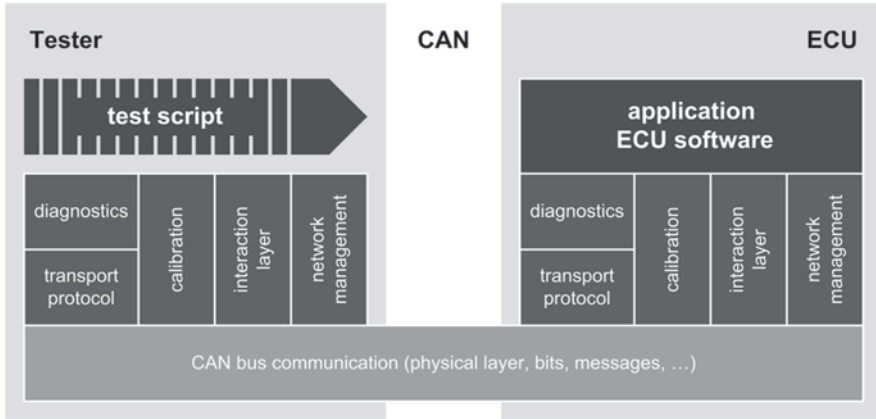 Tester
CAN
ECU
test script
application
ECU software
diagnostics
transport
protocol
calibration
interaction
layer
network
management
diagnostics
transport
protocol
calibration
interaction
layer
network
management
CAN bus communication (physical layer, bits, messages, …)